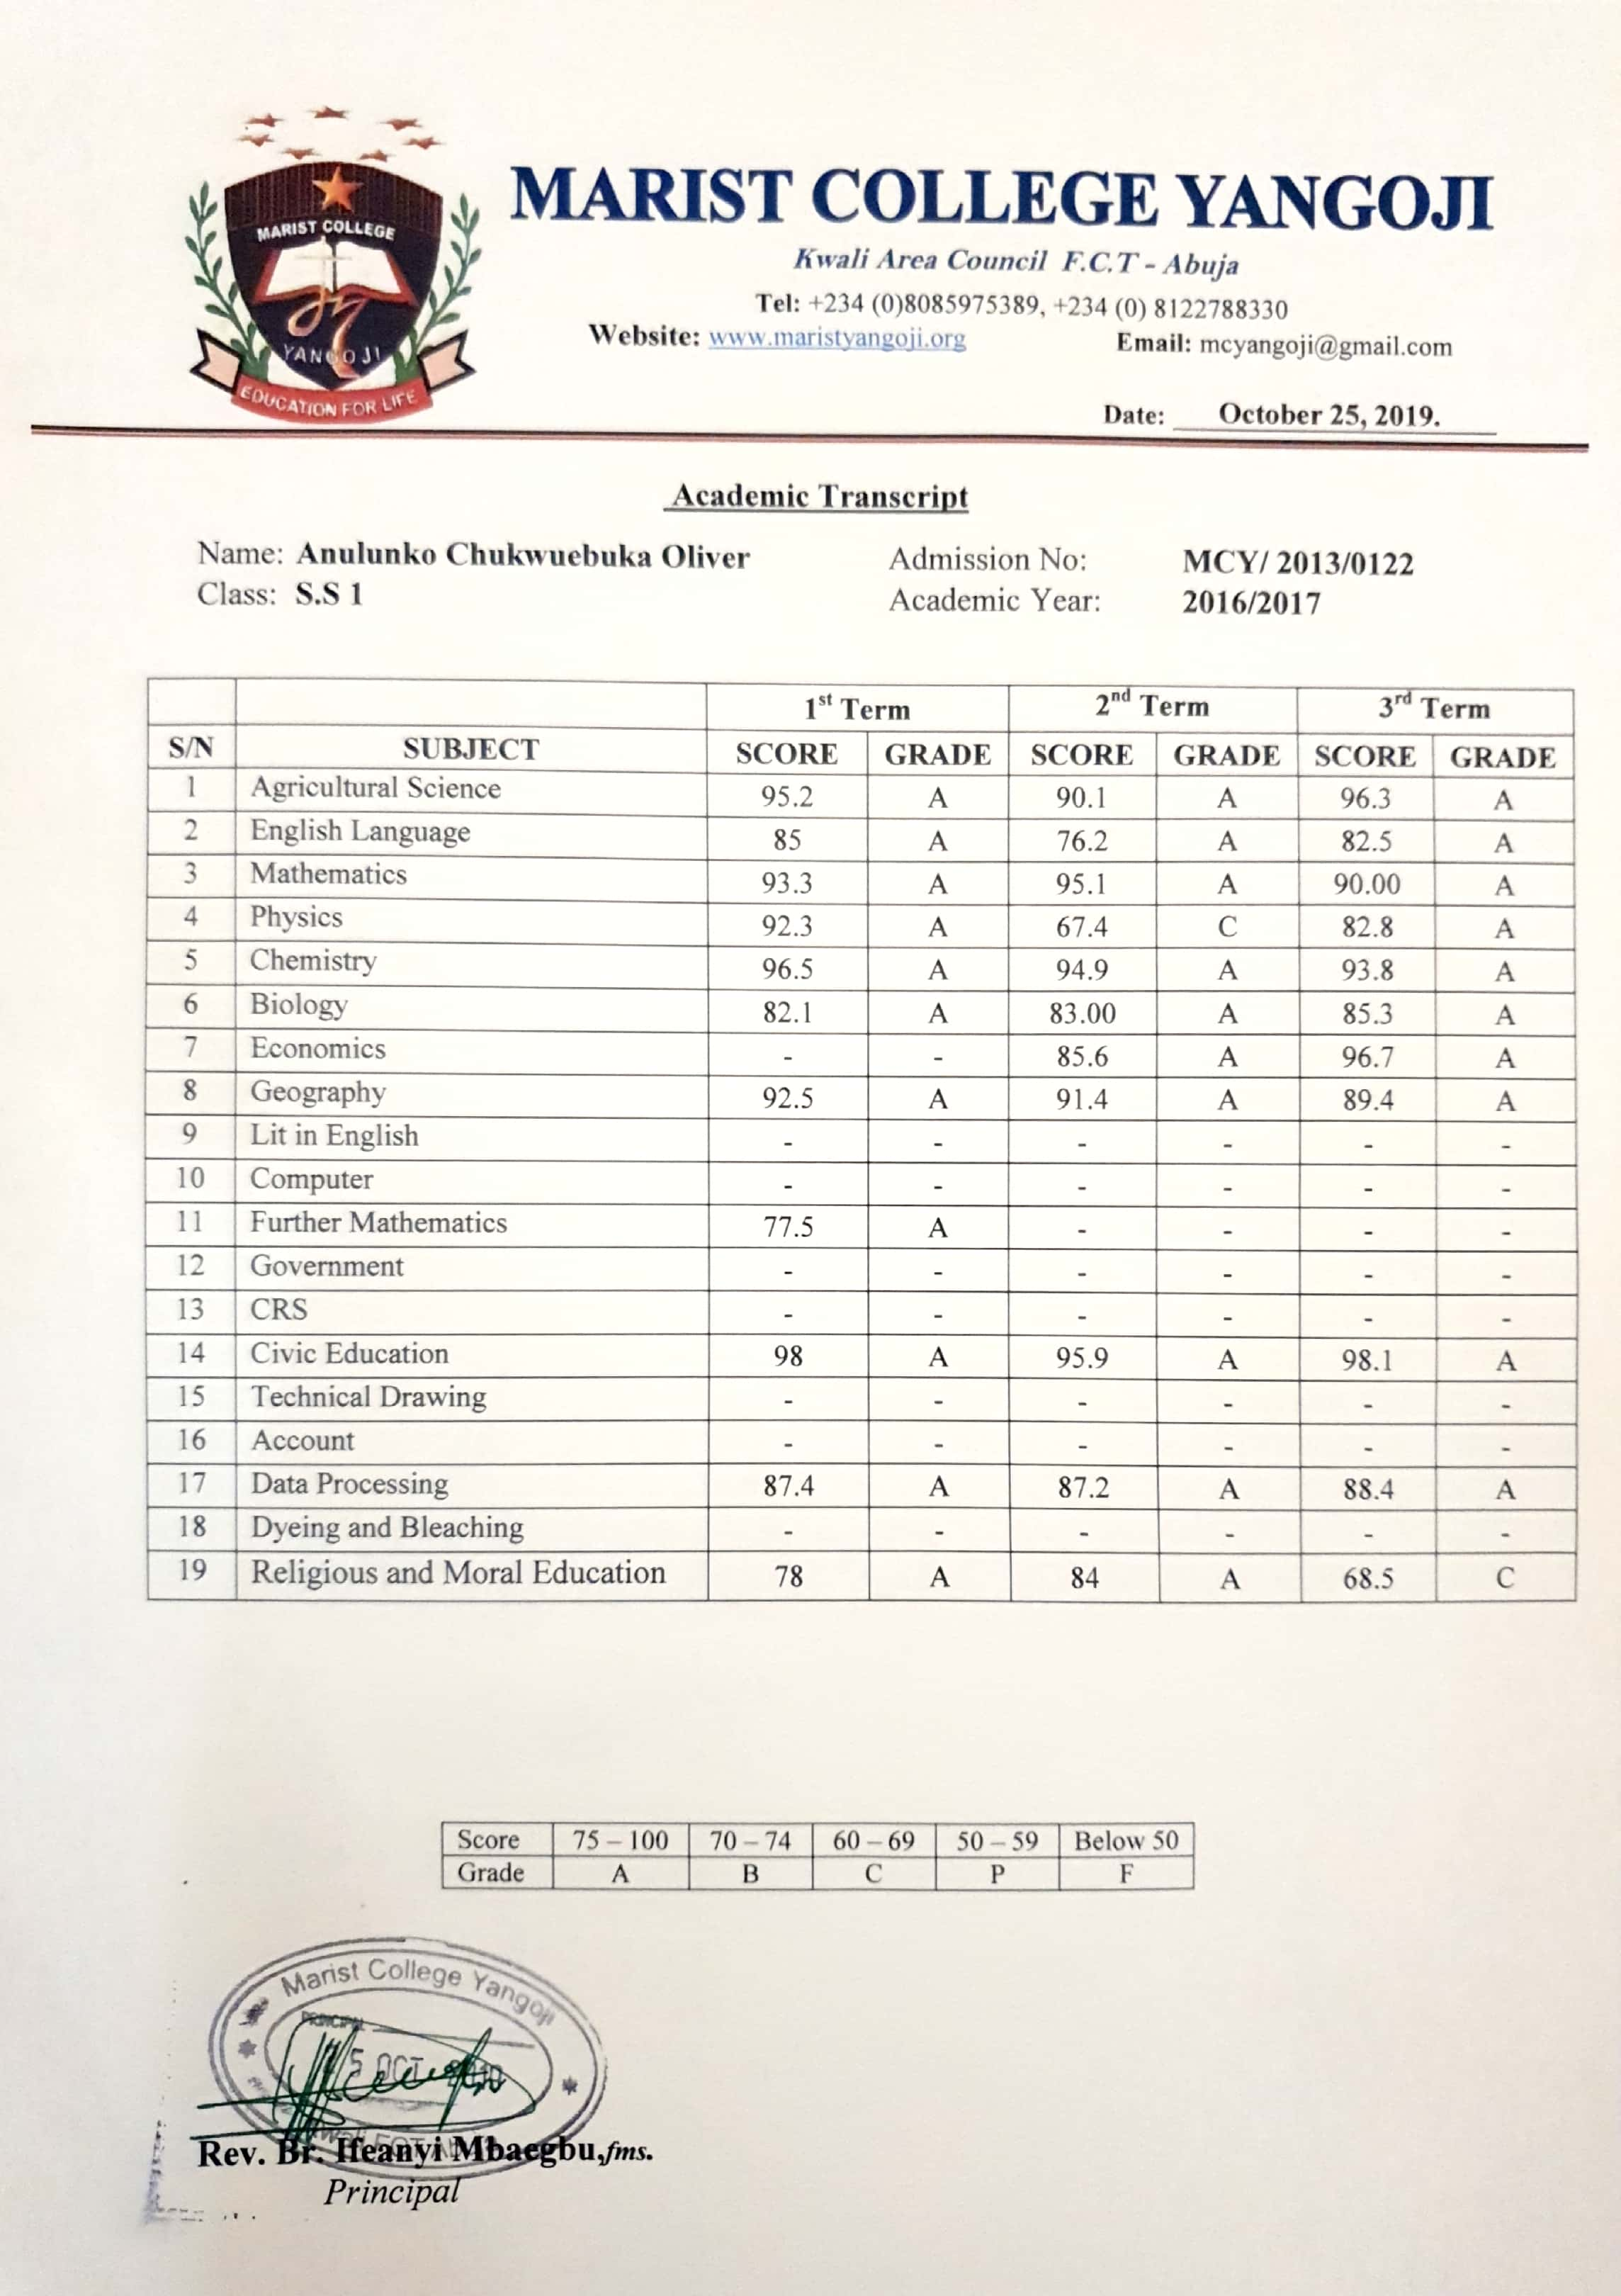 MARIST COLLEGE
YANGOJI
EDUCATION FOR LIFE
MARIST COLLEGE YANGOJI
Kwali Area Council F.C.T - Abuja
Tel: +234 (0)8085975389, +234 (0) 8122788330
Website: www.maristyangoji.org Email: mcyangoji@gmail.com
Date: October 25, 2019.
Academic Transcript
Name: Anulunko Chukwuebuka Oliver Admission No: MCY/ 2013/0122
Class: S.S 1 Academic Year: 2016/2017
1st Term 2nd Term 3rd Term
S/N SUBJECT SCORE GRADE SCORE GRADE SCORE GRADE
1 Agricultural Science 95.2 A 90.1 A 96.3 A
2 English Language 85 A 76.2 A 82.5 A
3 Mathematics 93.3 A 95.1 A 90.00 A
4 Physics 92.3 A 67.4 C 82.8 A
5 Chemistry 96.5 A 94.9 A 93.8 A
6 Biology 82.1 A 83.00 A 85.3 A
7 Economics - - 85.6 A 96.7 A
8 Geography 92.5 A 91.4 A 89.4 A
9 Lit in English - - - - - -
10 Computer - - - - - -
11 Further Mathematics 77.5 A - - - -
12 Government - - - - - -
13 CRS - - - - - -
14 Civic Education 98 A 95.9 A 98.1 A
15 Technical Drawing - - - - - -
16 Account - - - - - -
17 Data Processing 87.4 A 87.2 A 88.4 A
18 Dyeing and Bleaching - - - - - -
19 Religious and Moral Education 78 A 84 A 68.5 C
Score 75 – 100 70 – 74 60 – 69 50 – 59 Below 50
Grade A B C P F
Marist College Yangoji
PRINCIPAL
5 OCT
Rev. Br. Ifeanyi Mbaegbu,fms.
Principal